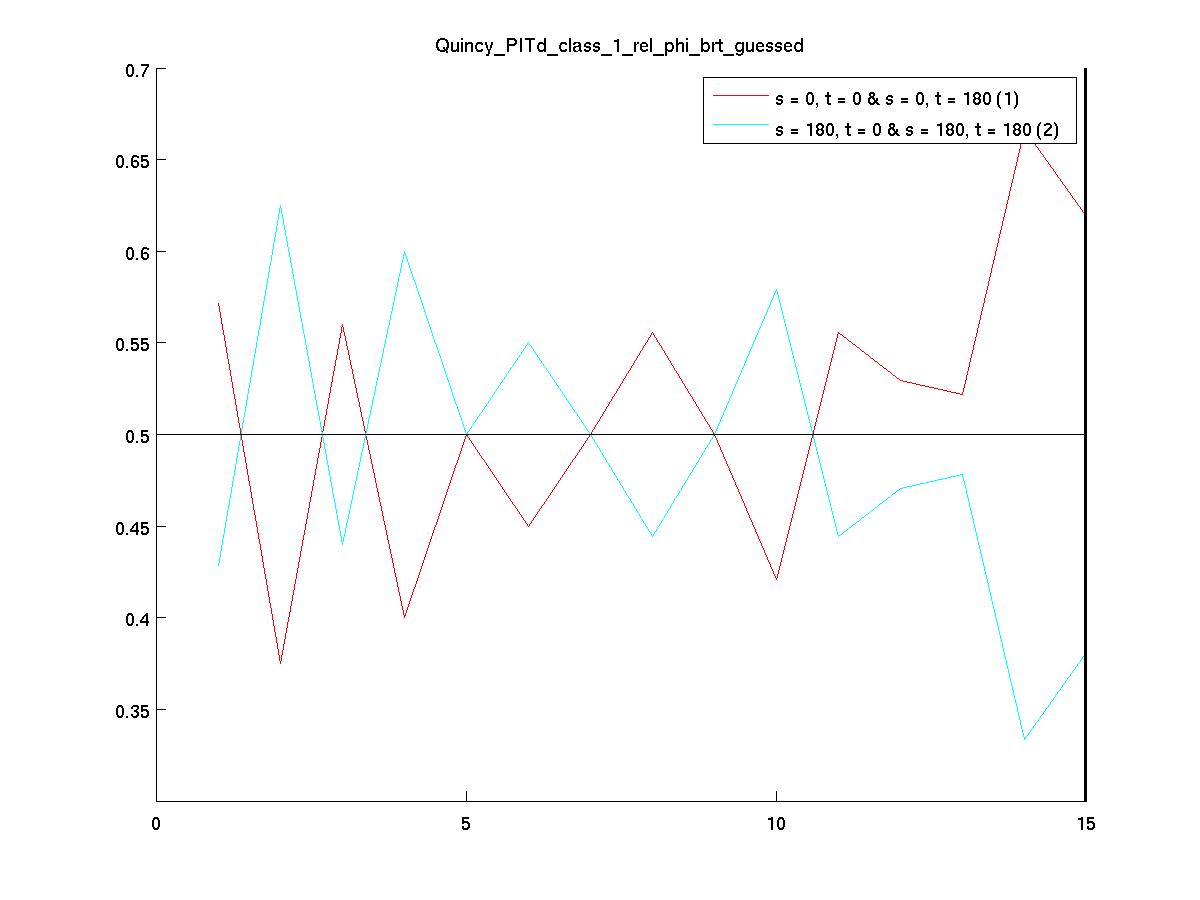 Quincy_PITd_class_1_rel_phi_brt_guessed
s = 0, t = 0 & s = 0, t = 180 (1)
s = 180, t = 0 & s = 180, t = 180 (2)
0.7
0.65
0.6
0.55
0.5
0.45
0.4
0.35
0 5 10 15